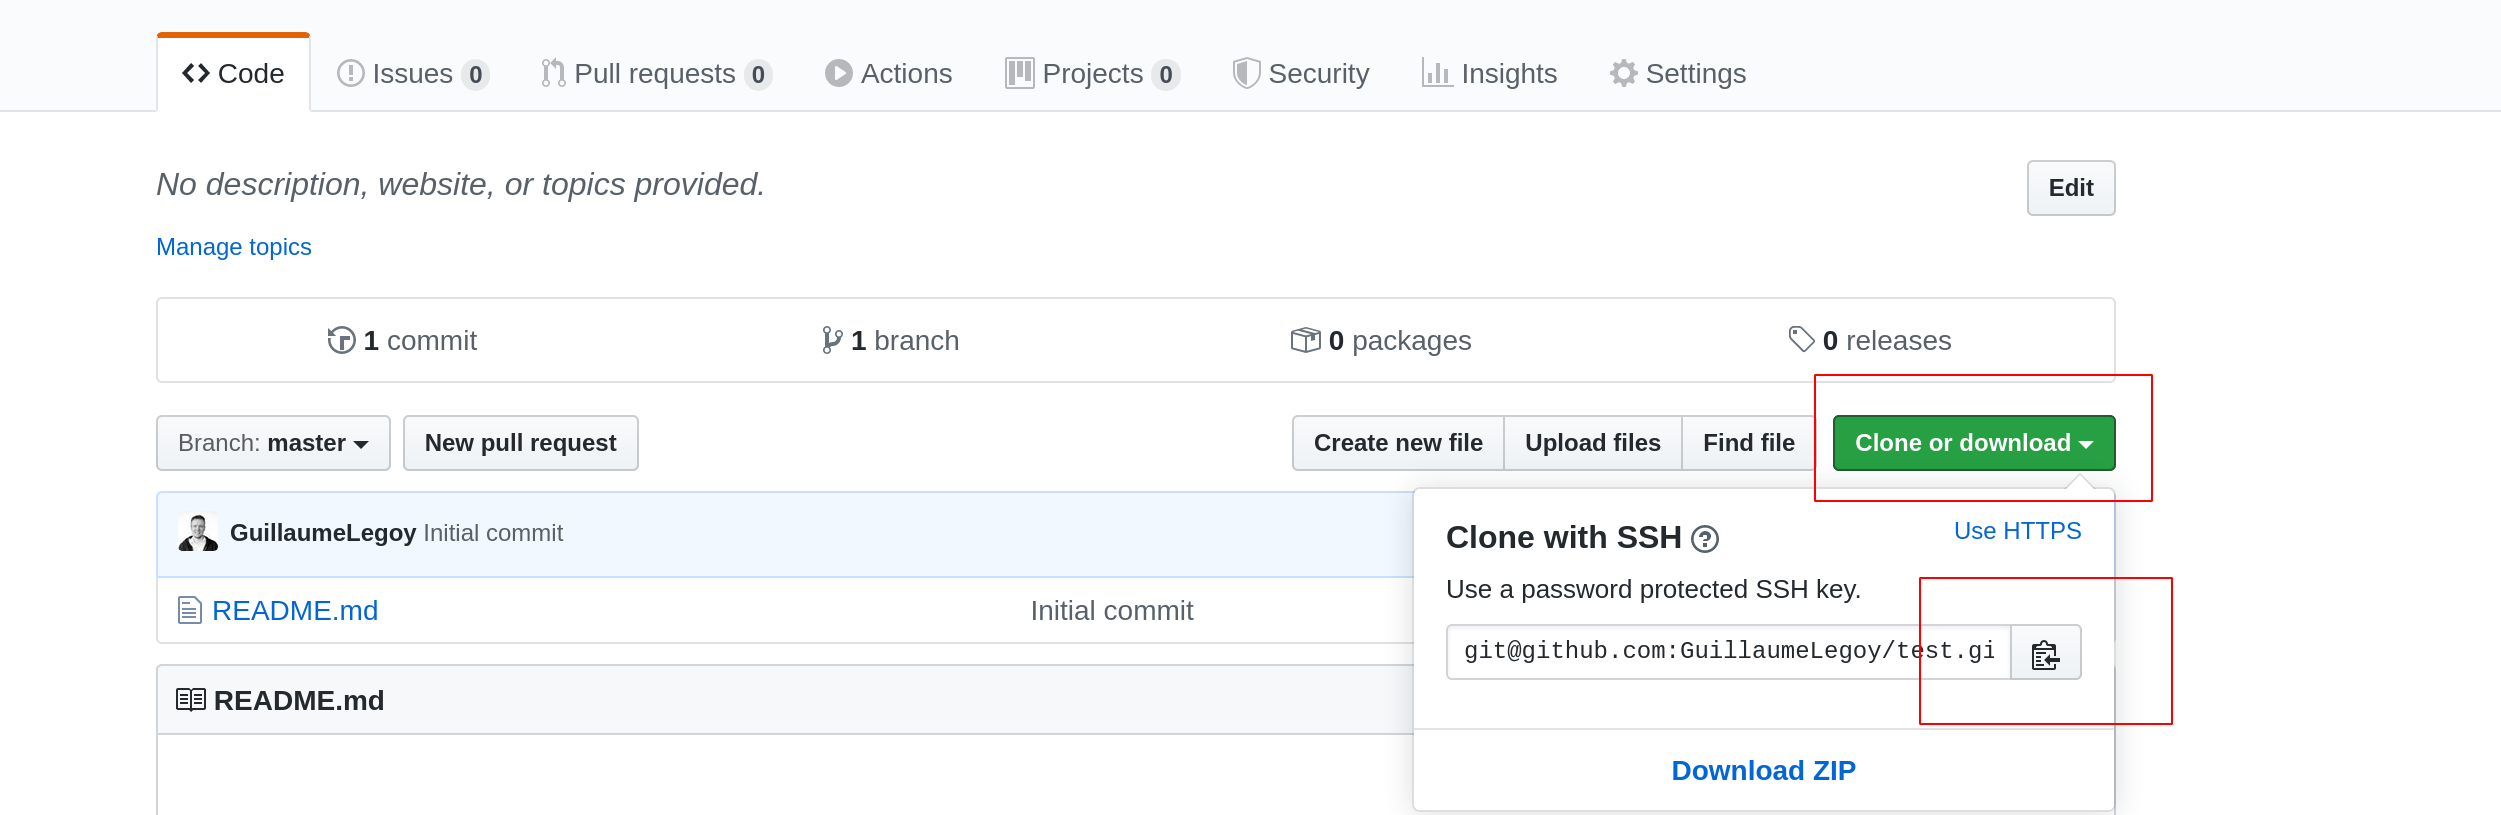 Code Issues 0 Pull requests 0 Actions Projects 0 Security Insights Settings
No description, website, or topics provided.
Edit
Manage topics
1 commit 1 branch 0 packages 0 releases
Branch: master New pull request Create new file Upload files Find file Clone or download
GuillaumeLegoy Initial commit
Clone with SSH Use HTTPS
Use a password protected SSH key.
README.md Initial commit
git@github.com:GuillaumeLegoy/test.gi
README.md
Download ZIP